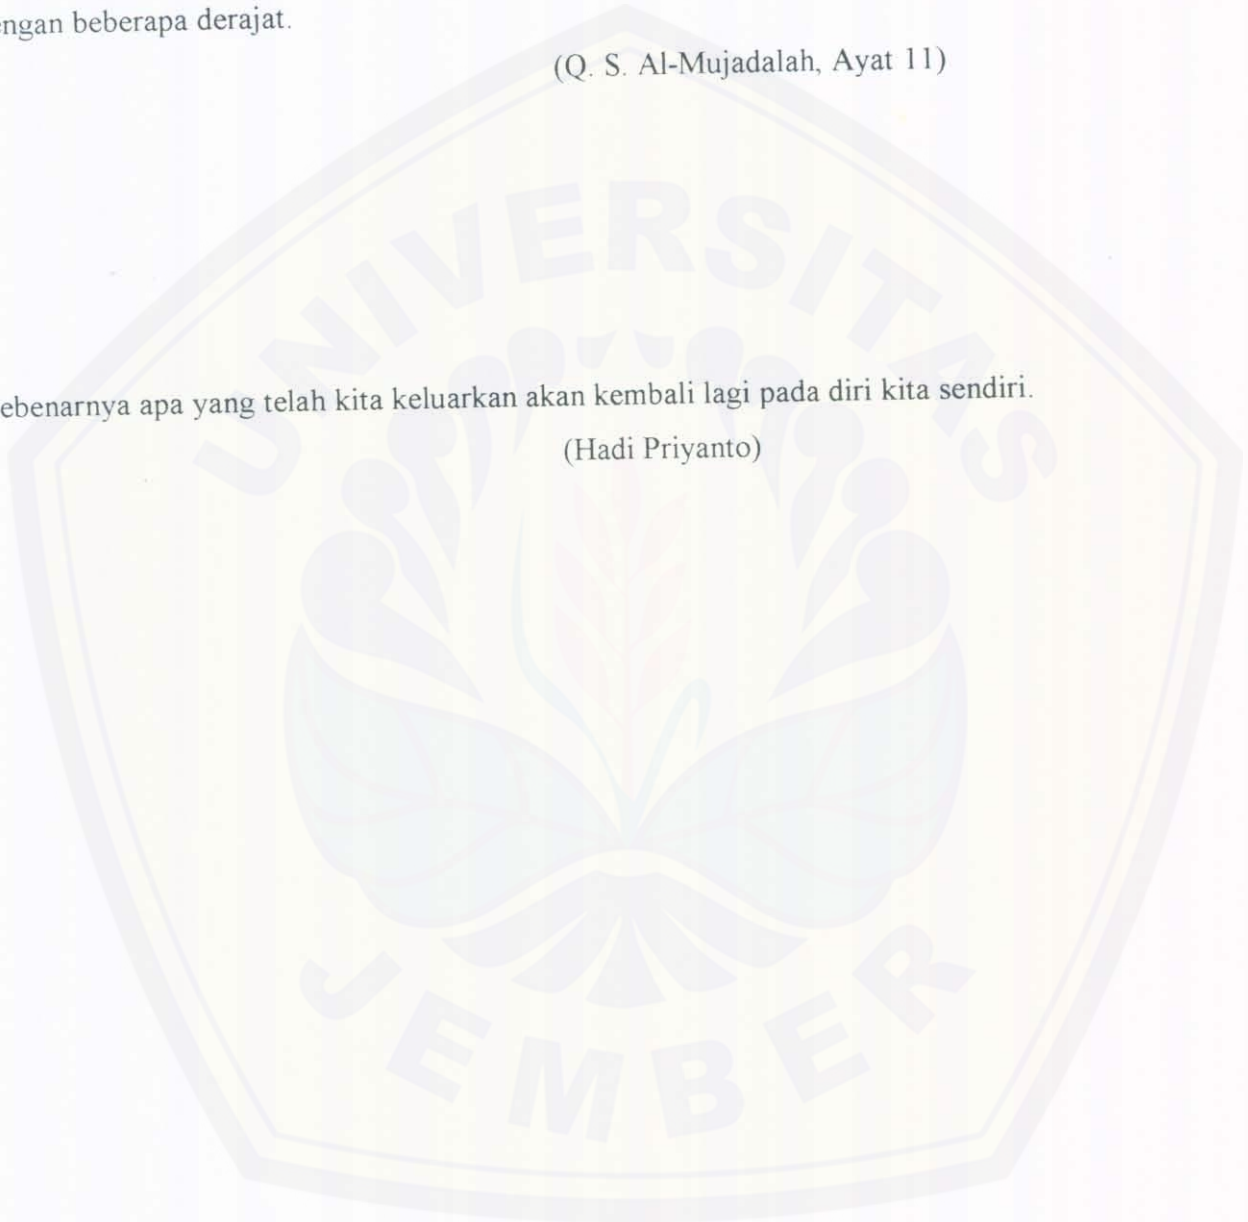 ngan beberapa derajat.
(Q. S. Al-Mujadalah, Ayat 11)
UNIVERSITAS
ebenarnya apa yang telah kita keluarkan akan kembali lagi pada diri kita sendiri.
(Hadi Priyanto)
JEMBER